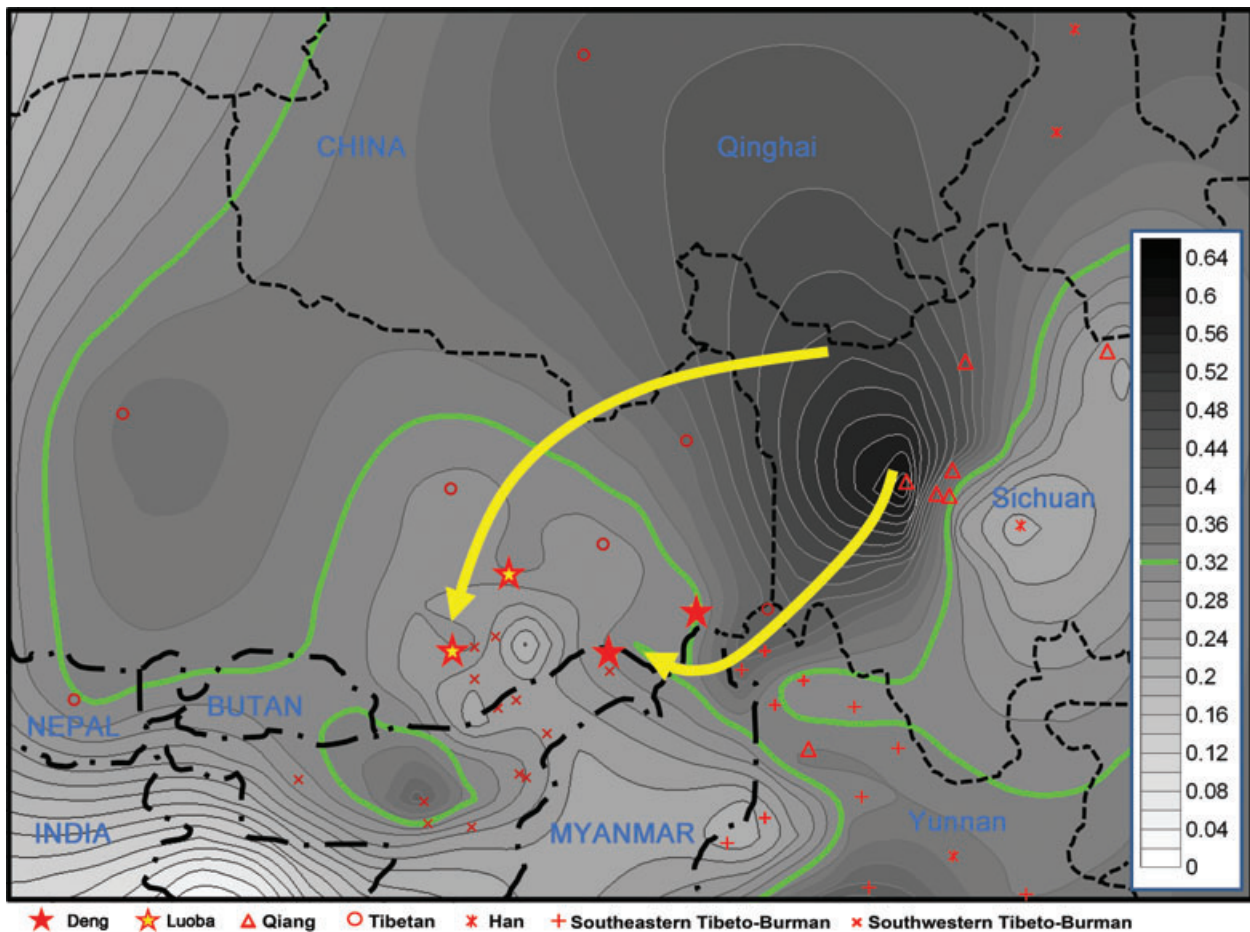 CHINA
Qinghai
0.64
0.6
0.56
0.52
0.48
0.44
0.4
0.36
0.32
0.28
0.24
0.2
0.16
0.12
0.08
0.04
0
Sichuan
NEPAL
BUTAN
INDIA
MYANMAR
Yunnan
Deng Luoba Qiang Tibetan Han Southeastern Tibeto-Burman Southwestern Tibeto-Burman